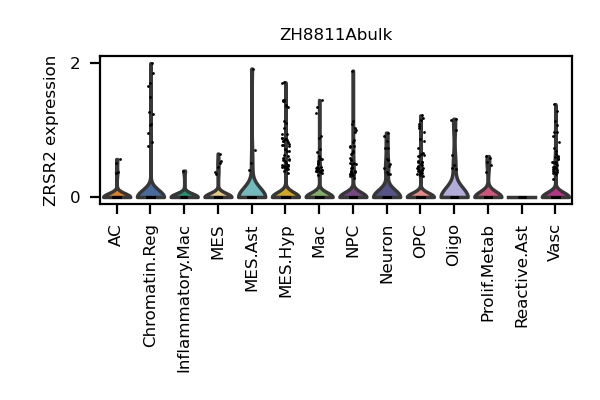 ZH8811Abulk
ZRSR2 expression
2
0
AC
Chromatin.Reg
Inflammatory.Mac
MES
MES.Ast
MES.Hyp
Mac
NPC
Neuron
OPC
Oligo
Prolif.Metab
Reactive.Ast
Vasc